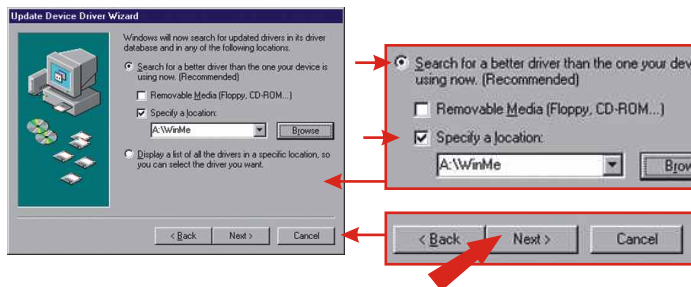 Update Device Driver Wizard
Windows will now search for updated drivers in its driver
database and in any of the following locations.
Search for a better driver than the one your device is
using now. (Recommended)
Removable Media (Floppy, CD-ROM...)
Specify a location:
A:\WinMe
Browse
Display a list of all the drivers in a specific location, so
you can select the driver you want.
< Back
Next >
Cancel
Search for a better driver than the one your dev
using now. (Recommended)
Removable Media (Floppy, CD-ROM...)
Specify a location:
A:\WinMe
Brow
< Back
Next >
Cancel